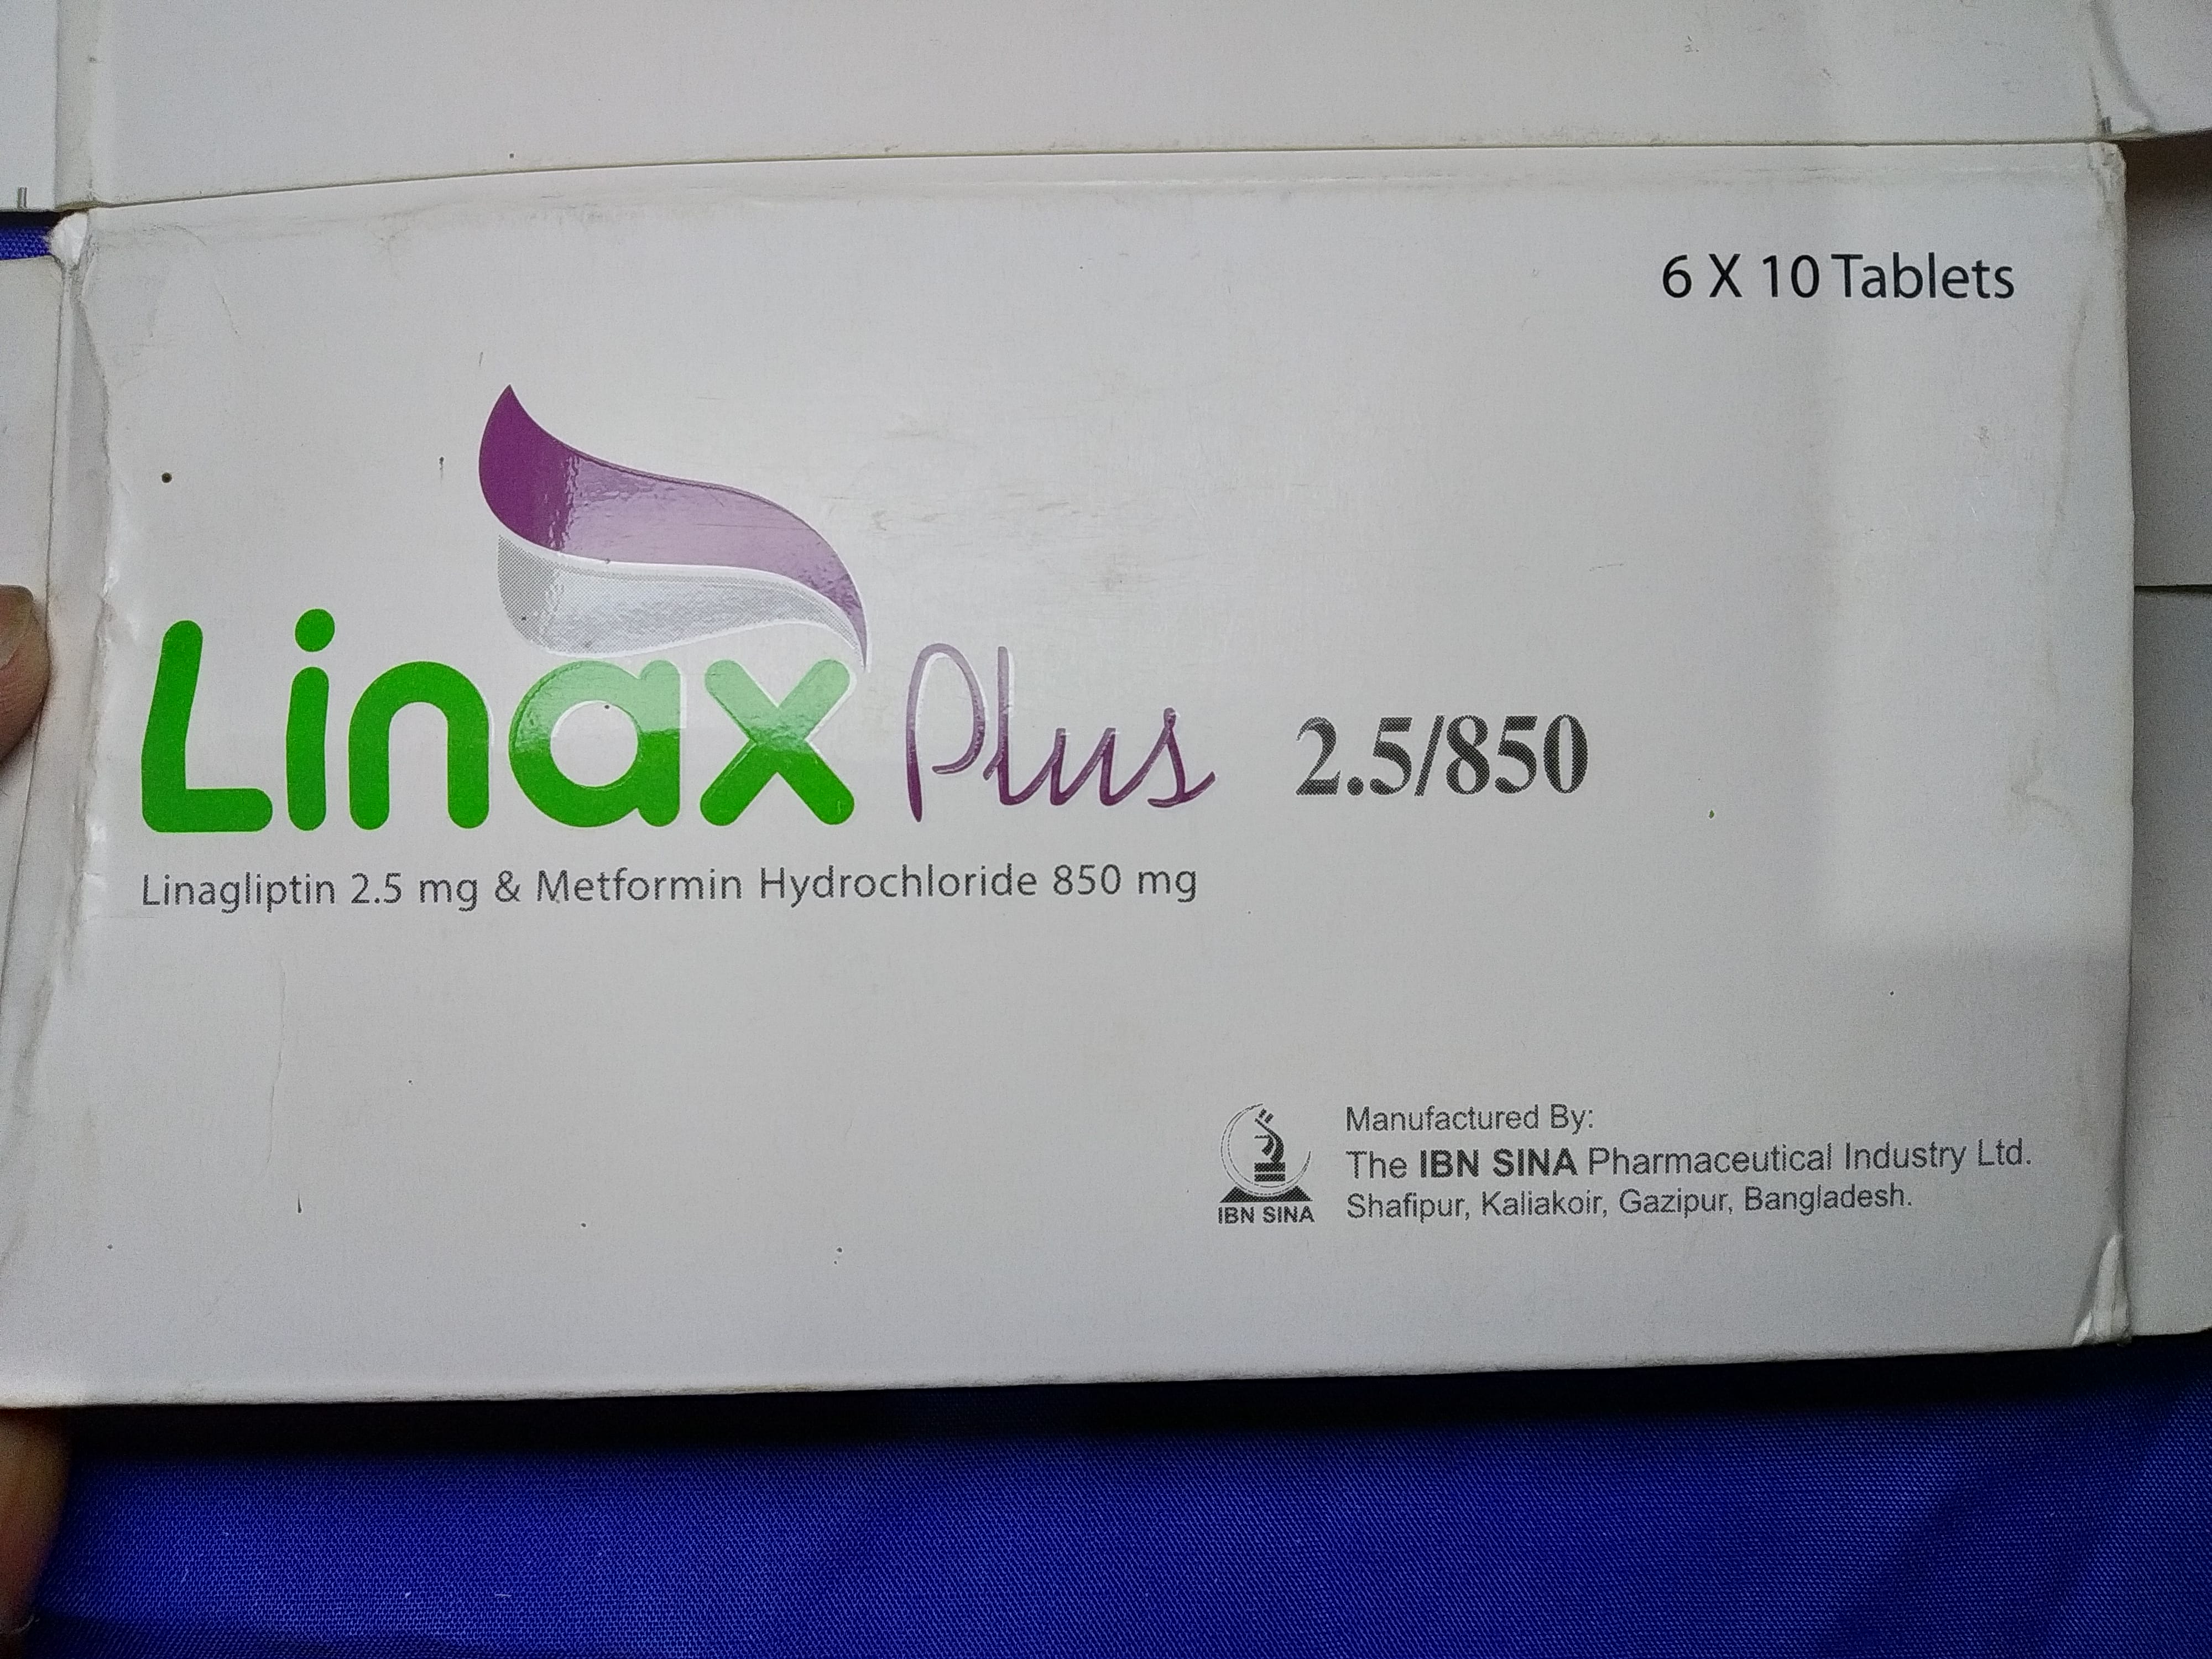 6 X 10 Tablets
Linax Plus 2.5/850
Linagliptin 2.5 mg & Metformin Hydrochloride 850 mg
Manufactured By:
The IBN SINA Pharmaceutical Industry Ltd.
Shafipur, Kaliakoir, Gazipur, Bangladesh.
IBN SINA